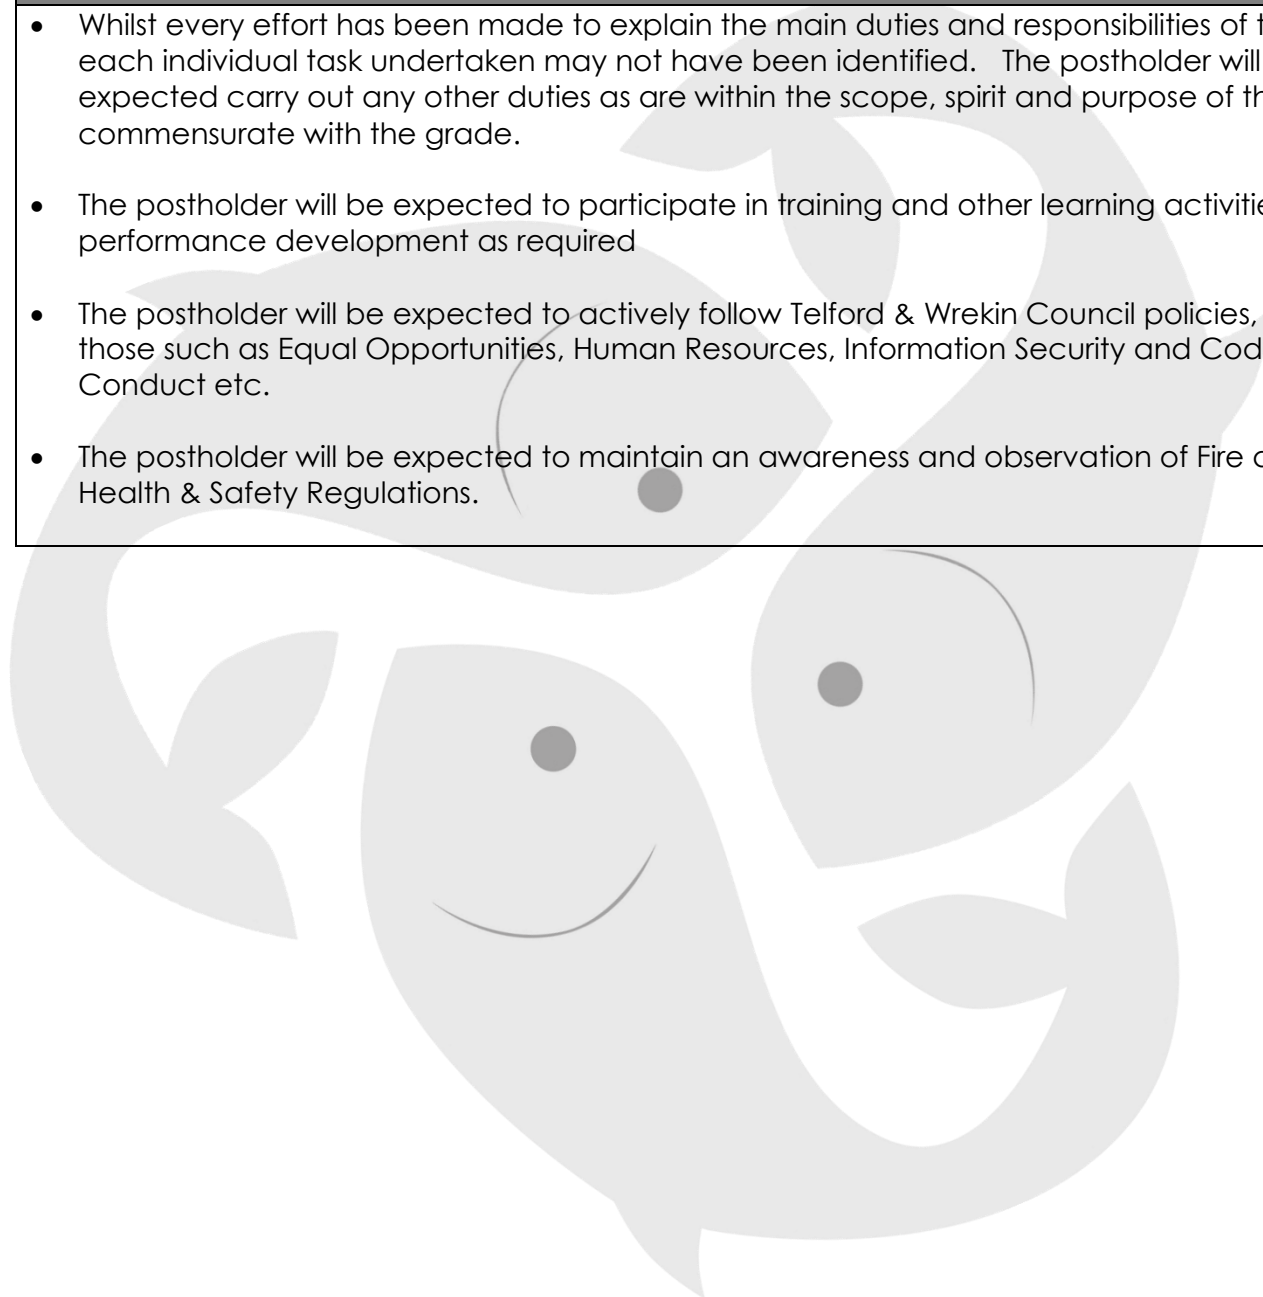 • Whilst every effort has been made to explain the main duties and responsibilities of
each individual task undertaken may not have been identified. The postholder will
expected carry out any other duties as are within the scope, spirit and purpose of
commensurate with the grade.
• The postholder will be expected to participate in training and other learning
performance development as required
• The postholder will be expected to actively follow Telford & Wrekin Council policies,
those such as Equal Opportunities, Human Resources, Information Security and
Conduct etc.
• The postholder will be expected to maintain an awareness and observation of Fire
Health & Safety Regulations.